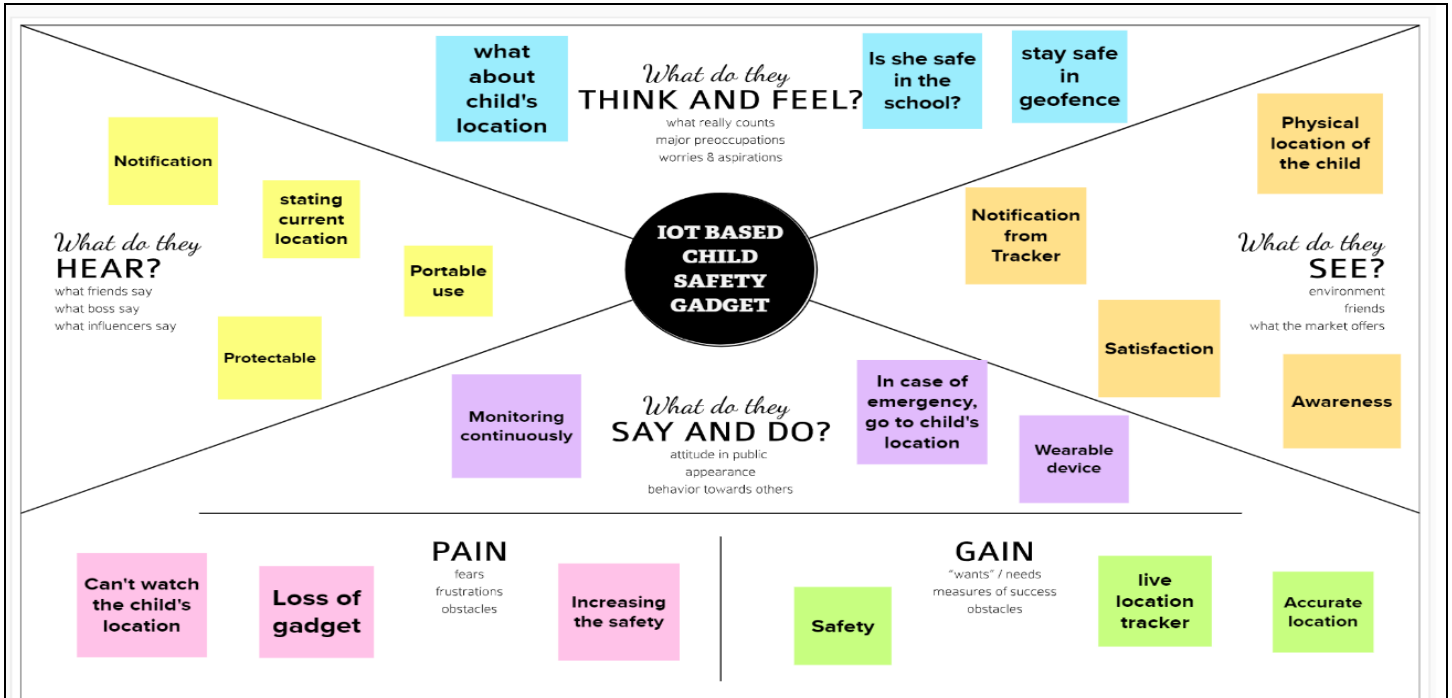 what
about
child's
location
What do they
THINK AND FEEL?
what really counts
major preoccupations
worries & aspirations
Is she safe
in the
school?
stay safe
in
geofence
Notification
stating
current
location
Portable
use
Protectable
What do they
HEAR?
what friends say
what boss say
what influencers say
IOT BASED
CHILD
SAFETY
GADGET
Physical
location of
the child
Notification
from
Tracker
What do they
SEE?
environment
friends
what the market offers
Satisfaction
Awareness
Monitoring
continuously
What do they
SAY AND DO?
attitude in public
appearance
behavior towards others
In case of
emergency,
go to child's
location
Wearable
device
PAIN
fears
frustrations
obstacles
Can't watch
the child's
location
Loss of
gadget
Increasing
the safety
GAIN
"wants" / needs
measures of success
obstacles
Safety
live
location
tracker
Accurate
location